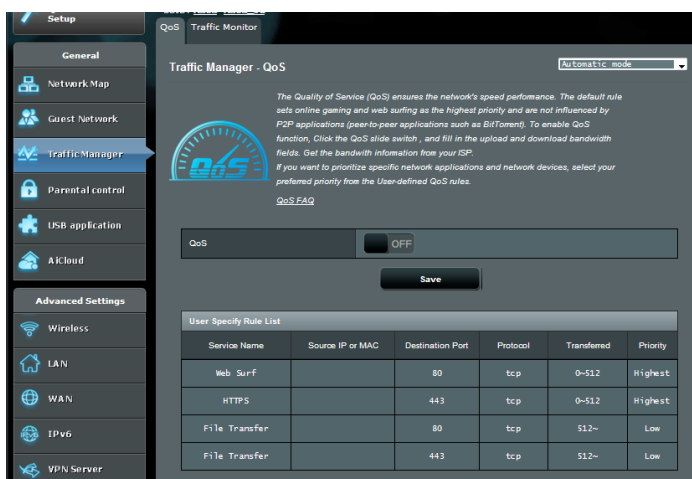 Setup
General
Network Map
Guest Network
Traffic Manager
Parental control
USB application
AiCloud
Advanced Settings
Wireless
LAN
WAN
IPv6
VPN Server
QoS Traffic Monitor
Traffic Manager - QoS
Automatic mode
The Quality of Service (QoS) ensures the network's speed performance. The default rule
sets online gaming and web surfing as the highest priority and are not influenced by
P2P applications (peer-to-peer applications such as BitTorrent). To enable QoS
function, Click the QoS slide switch , and fill in the upload and download bandwidth
fields. Get the bandwith information from your ISP.
If you want to prioritize specific network applications and network devices, select your
preferred priority from the User-defined QoS rules.
QoS FAQ
QoS
QoS OFF
Save
User Specify Rule List
Service Name Source IP or MAC Destination Port Protocol Transferred Priority
Web Surf 80 tcp 0~512 Highest
HTTPS 443 tcp 0~512 Highest
File Transfer 80 tcp 512~ Low
File Transfer 443 tcp 512~ Low